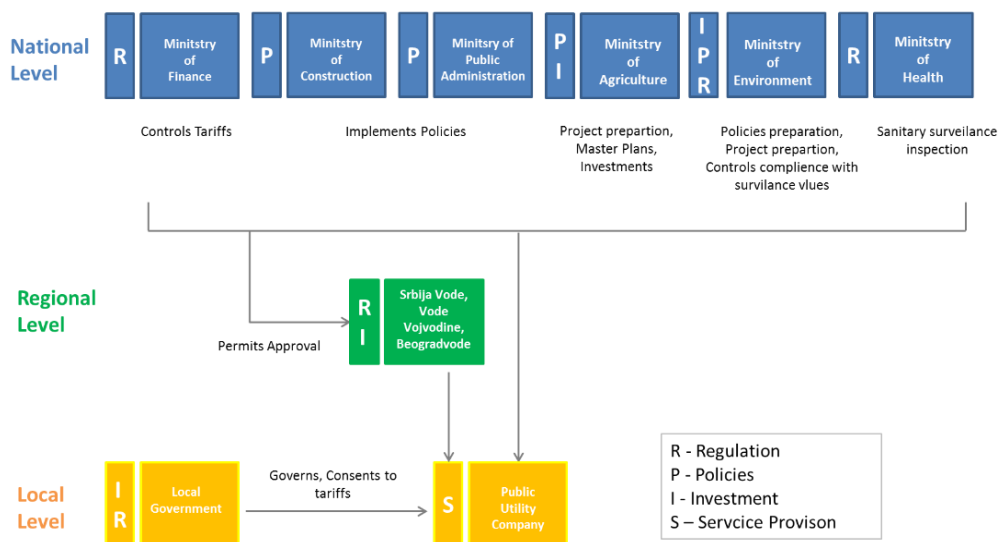 National
Level
R
Minitstry
of
Finance
P
Minitstry
of
Construction
P
Minitsry of
Public
Administration
P
I
Minitstry
of
Agriculture
I
P
R
Minitstry
of
Environment
R
Minitstry
of
Health
Controls Tariffs
Implements Policies
Project prepartion,
Master Plans,
Investments
Policies preparation,
Project prepartion,
Controls complience with
survilance vlues
Sanitary surveilance
inspection
Regional
Level
R
I
Srbija Vode,
Vode
Vojvodine,
Beogradvode
Permits Approval
Local
Level
I
R
Local
Government
Governs, Consents to
tariffs
S
Public
Utility
Company
R - Regulation
P - Policies
I - Investment
S – Servcice Provison